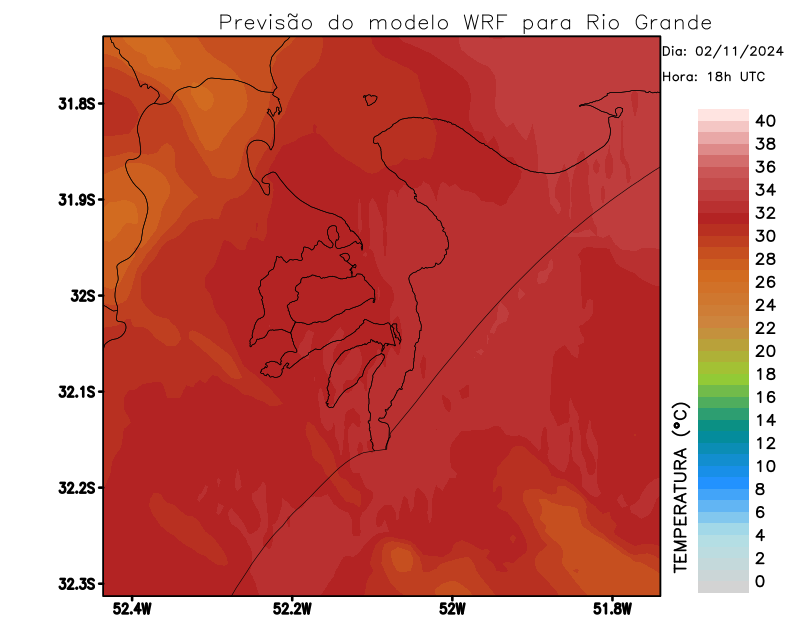 Previsão do modelo WRF para Rio Grande
Dia: 02/11/2024
Hora: 18h UTC
31.8S
31.9S
32S
32.1S
32.2S
32.3S
52.4W
52.2W
52W
51.8W
TEMPERATURA (°C)
40
38
36
34
32
30
28
26
24
22
20
18
16
14
12
10
8
6
4
2
0